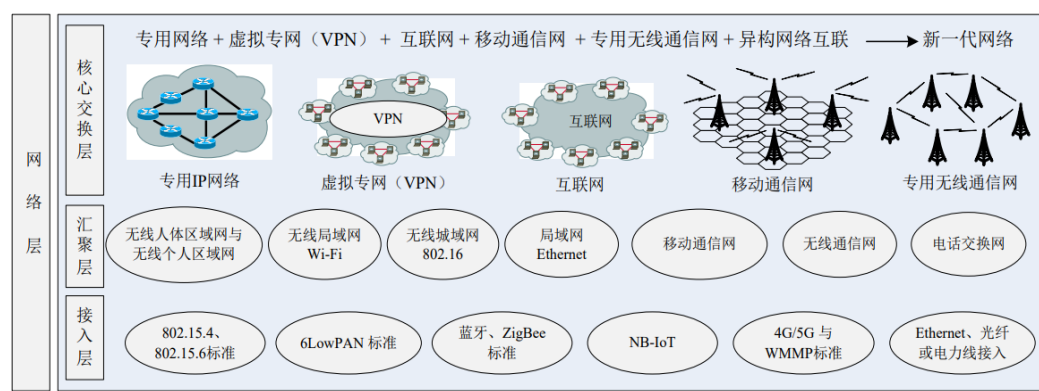 网络层
核心交换层
专用网络 + 虚拟专网（VPN） + 互联网 + 移动通信网 + 专用无线通信网 + 异构网络互联 新一代网络
VPN
互联网
专用IP网络
虚拟专网（VPN）
互联网
移动通信网
专用无线通信网
汇聚层
无线人体区域网与
无线个人区域网
无线局域网
Wi-Fi
无线城域网
802.16
局域网
Ethernet
移动通信网
无线通信网
电话交换网
接入层
802.15.4、
802.15.6标准
6LowPAN 标准
蓝牙、ZigBee
标准
NB-IoT
4G/5G 与
WMMP标准
Ethernet、光纤
或电力线接入